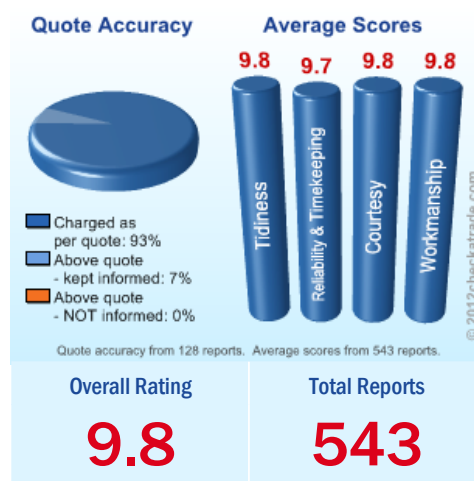 Quote Accuracy
Average Scores
9.8
9.7
9.8
9.8
Tidiness
Reliability & Timekeeping
Courtesy
Workmanship
Charged as
per quote: 93%
Above quote
- kept informed: 7%
Above quote
- NOT informed: 0%
© 2012checkatrade.com
Quote accuracy from 128 reports. Average scores from 543 reports.
Overall Rating
Total Reports
9.8
543